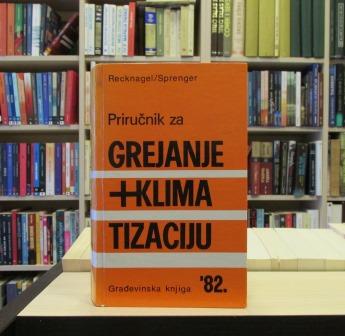 Recknagel/Sprenger
Priručnik za
GREJANJE
+KLIMA
TIZACIJU
Građevinska knjiga '82.